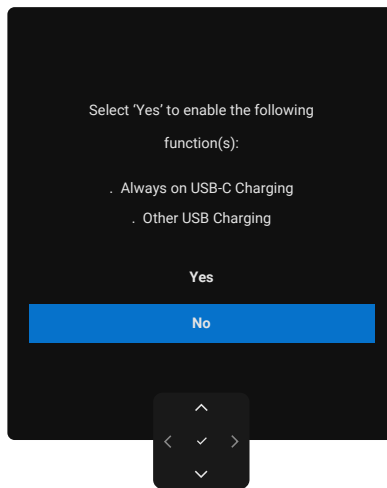 Select ‘Yes’ to enable the following
function(s):
. Always on USB-C Charging
. Other USB Charging
Yes
No